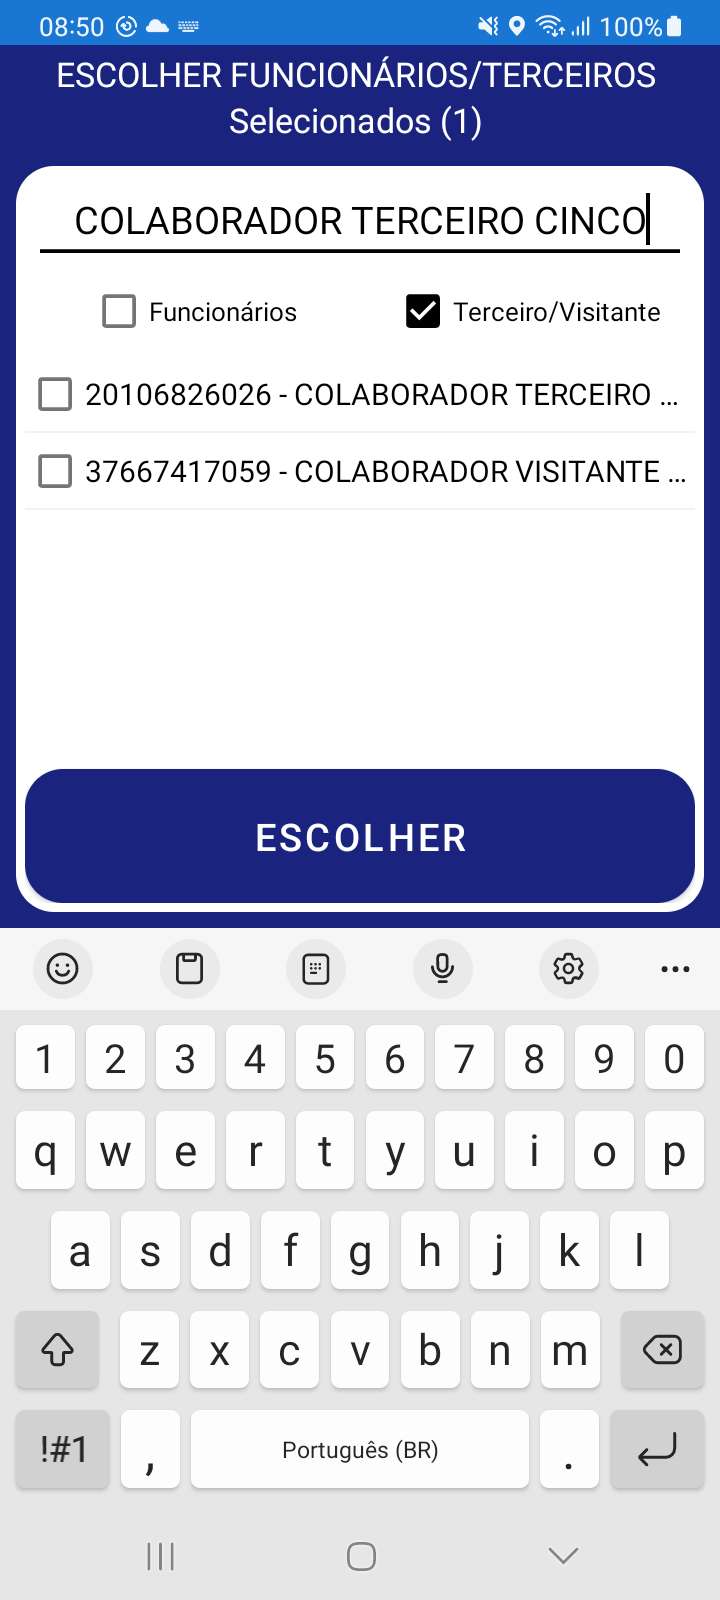 08:50 100%
ESCOLHER FUNCIONÁRIOS/TERCEIROS
Selecionados (1)
COLABORADOR TERCEIRO CINCO
Funcionários Terceiro/Visitante
20106826026 - COLABORADOR TERCEIRO ...
37667417059 - COLABORADOR VISITANTE ...
ESCOLHER
1 2 3 4 5 6 7 8 9 0
q w e r t y u i o p
a s d f g h j k l
z x c v b n m
!#1 , Português (BR) .